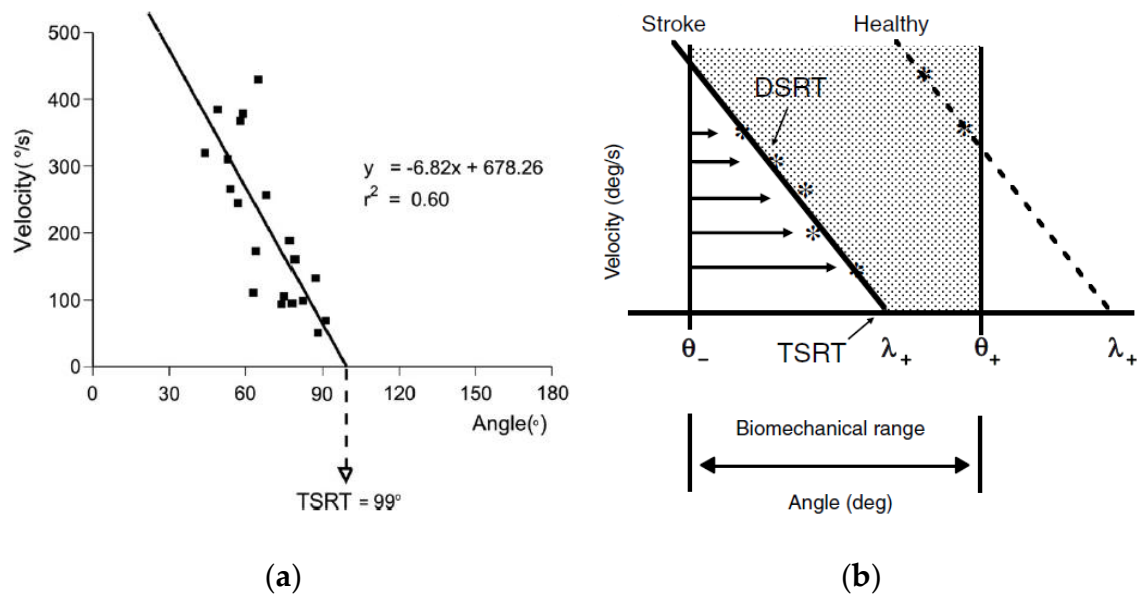 500
400
300
200
100
0
Velocity( °/s)
y = -6.82x + 678.26
r² = 0.60
0 30 60 90 120 150 180
Angle(°)
TSRT = 99°
(a)
Stroke
Healthy
DSRT
Velocity (deg/s)
θ₋ TSRT λ₊ θ₊ λ₊
Biomechanical range
Angle (deg)
(b)